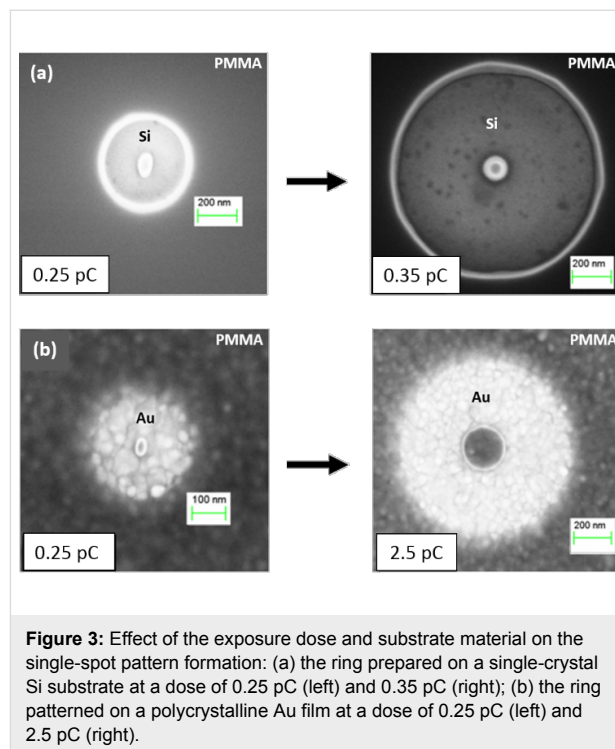 (a)
PMMA
Si
200 nm
0.25 pC
PMMA
Si
200 nm
0.35 pC
(b)
PMMA
Au
100 nm
0.25 pC
PMMA
Au
200 nm
2.5 pC
Figure 3: Effect of the exposure dose and substrate material on the
single-spot pattern formation: (a) the ring prepared on a single-crystal
Si substrate at a dose of 0.25 pC (left) and 0.35 pC (right); (b) the ring
patterned on a polycrystalline Au film at a dose of 0.25 pC (left) and
2.5 pC (right).